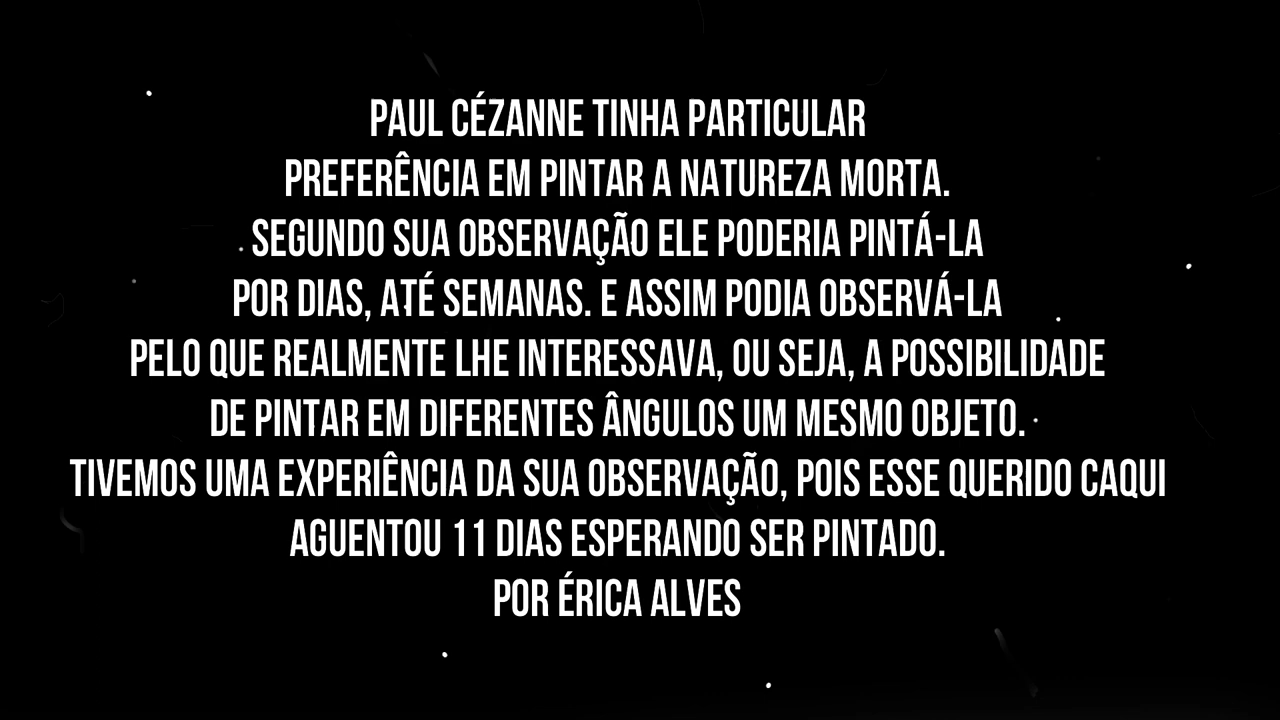 PAUL CÉZANNE TINHA PARTICULAR
PREFERÊNCIA EM PINTAR A NATUREZA MORTA.
SEGUNDO SUA OBSERVAÇÃO ELE PODERIA PINTÁ-LA
POR DIAS, ATÉ SEMANAS. E ASSIM PODIA OBSERVÁ-LA
PELO QUE REALMENTE LHE INTERESSAVA, OU SEJA, A POSSIBILIDADE
DE PINTAR EM DIFERENTES ÂNGULOS UM MESMO OBJETO.
TIVEMOS UMA EXPERIÊNCIA DA SUA OBSERVAÇÃO, POIS ESSE QUERIDO CAQUI
AGUENTOU 11 DIAS ESPERANDO SER PINTADO.
POR ÉRICA ALVES